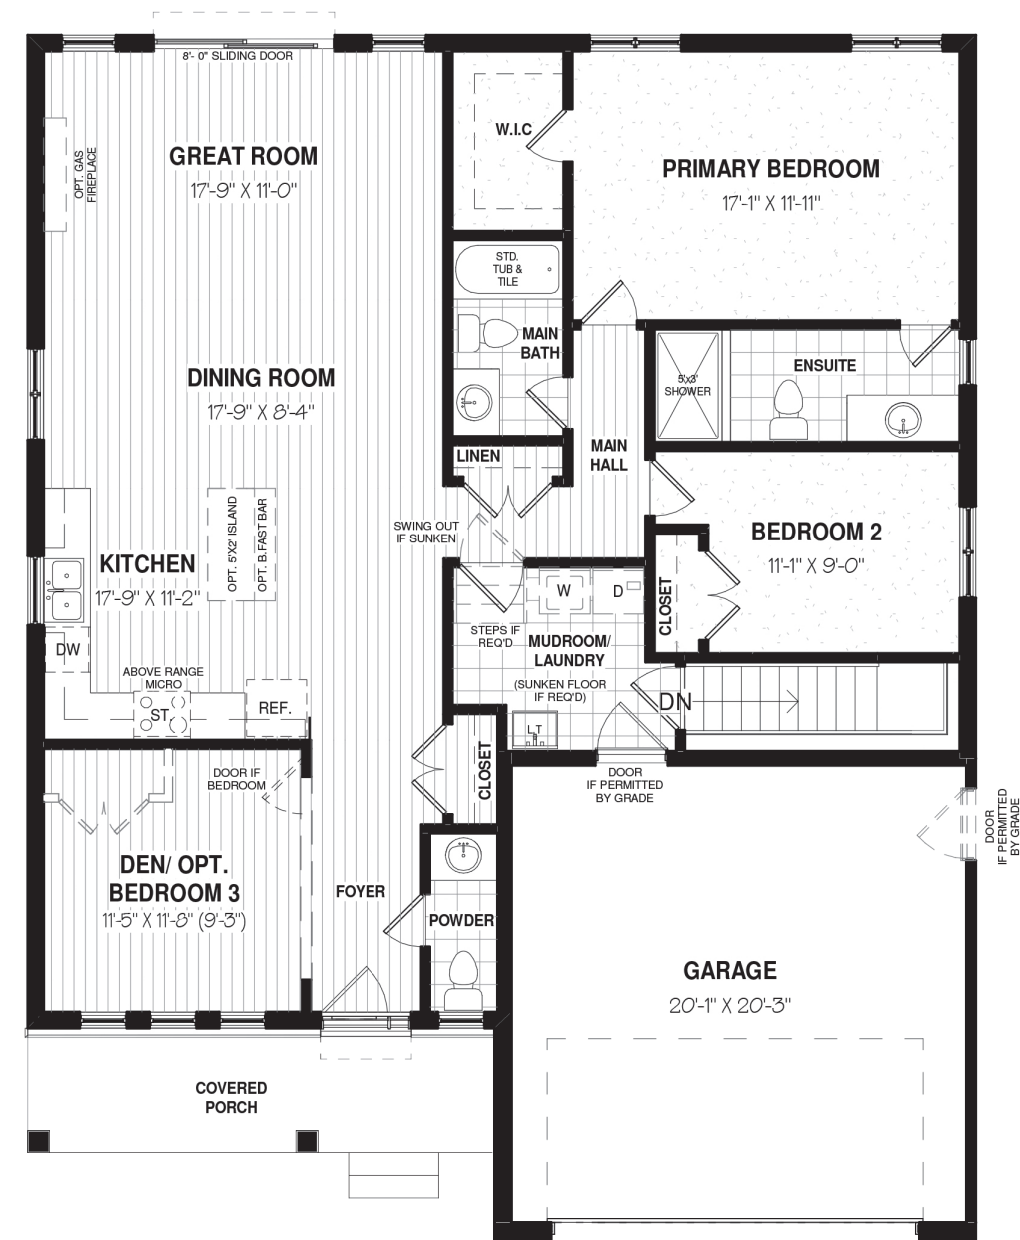 8'- 0" SLIDING DOOR
OPT. GAS
FIREPLACE
GREAT ROOM
17'-9" X 11'-0"
W.I.C
PRIMARY BEDROOM
17'-1" X 11'-11"
STD.
TUB &
TILE
MAIN
BATH
DINING ROOM
17'-9" X 8'-4"
5'x3'
SHOWER
ENSUITE
LINEN
MAIN
HALL
SWING OUT
IF SUNKEN
BEDROOM 2
11'-1" X 9'-0"
CLOSET
KITCHEN
17'-9" X 11'-2"
OPT. 5'X2' ISLAND
OPT. B.FAST BAR
DW
ABOVE RANGE
MICRO
ST.
REF.
W
D
STEPS IF
REQ'D
MUDROOM/
LAUNDRY
(SUNKEN FLOOR
IF REQ'D)
DN
LT
CLOSET
DOOR IF
BEDROOM
DOOR
IF PERMITTED
BY GRADE
DOOR
IF PERMITTED
BY GRADE
DEN/ OPT.
BEDROOM 3
11'-5" X 11'-8" (9'-3")
FOYER
POWDER
GARAGE
20'-1" X 20'-3"
COVERED
PORCH